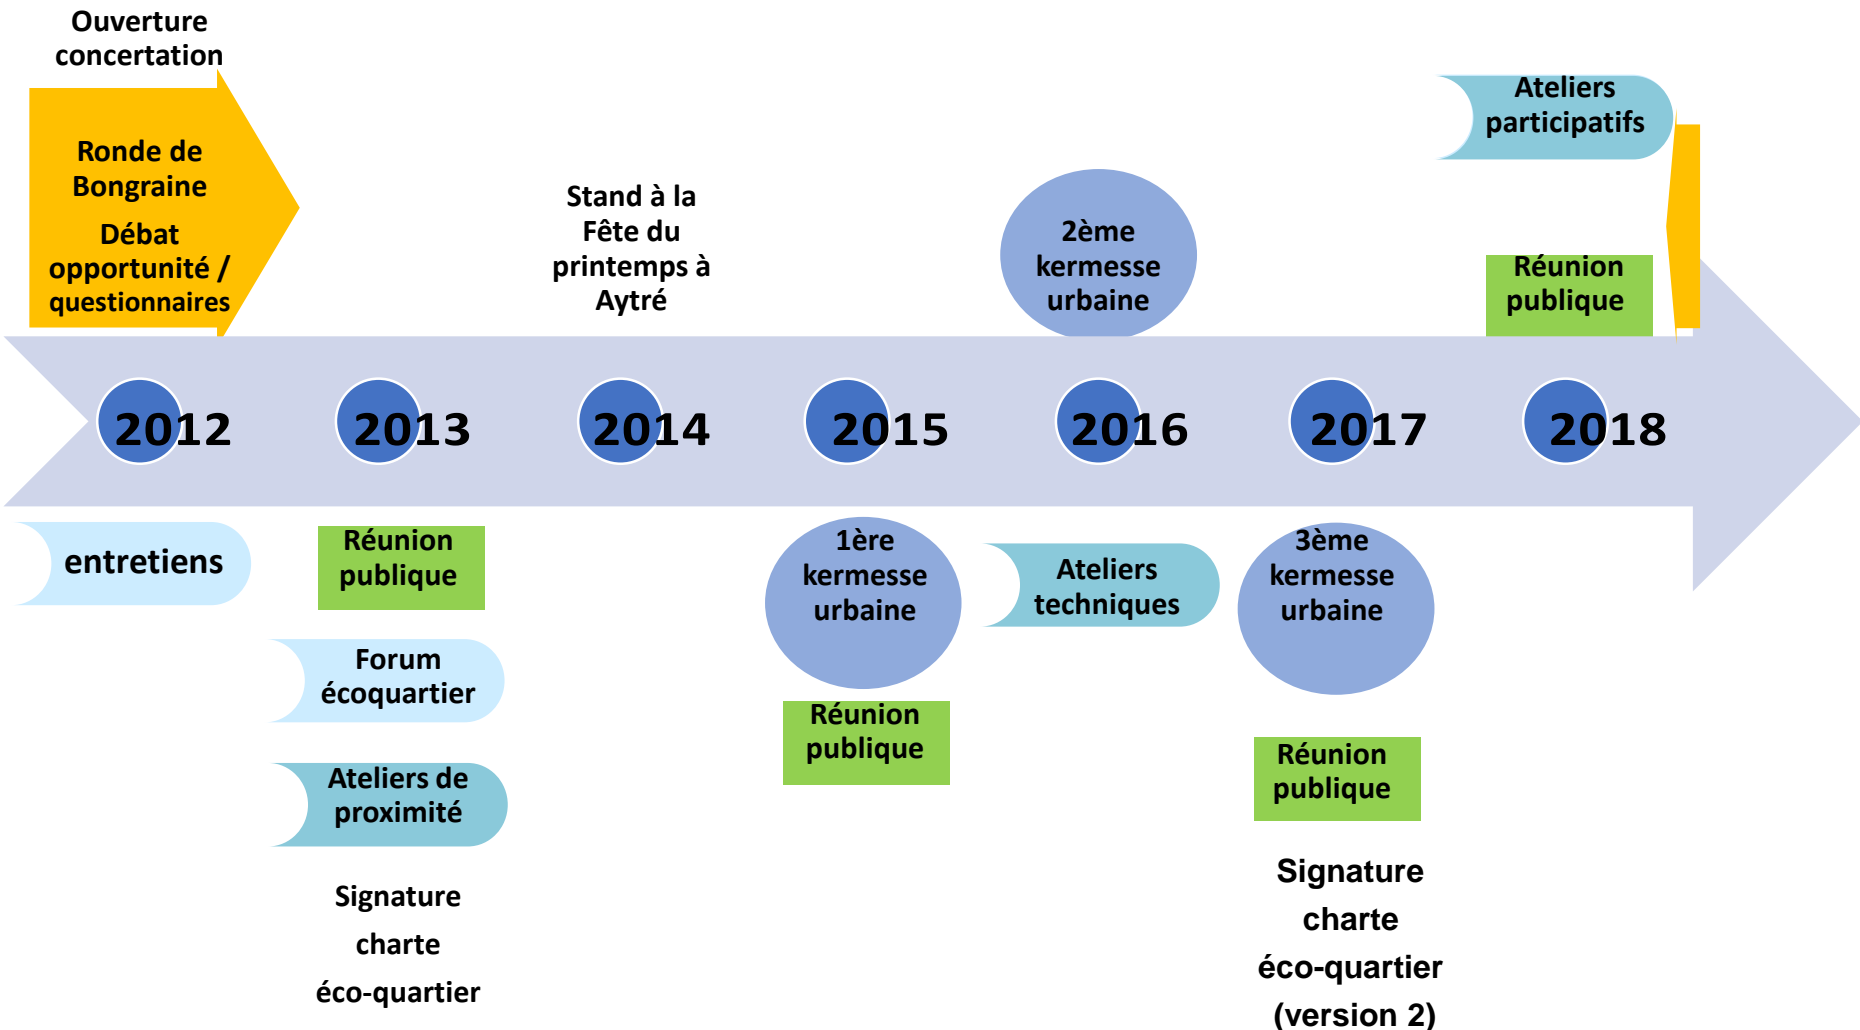 Ouverture
concertation
Ronde de
Bongraine
Débat
opportunité /
questionnaires
Stand à la
Fête du
printemps à
Aytré
2ème
kermesse
urbaine
Ateliers
participatifs
Réunion
publique
2012
2013
2014
2015
2016
2017
2018
entretiens
Réunion
publique
Forum
écoquartier
Ateliers de
proximité
Signature
charte
éco-quartier
1ère
kermesse
urbaine
Réunion
publique
Ateliers
techniques
3ème
kermesse
urbaine
Réunion
publique
Signature
charte
éco-quartier
(version 2)